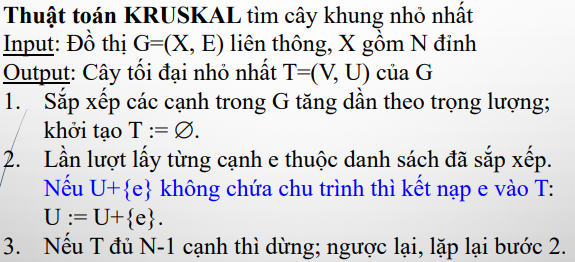 Thuật toán KRUSKAL tìm cây khung nhỏ nhất
Input: Đồ thị G=(X, E) liên thông, X gồm N đỉnh
Output: Cây tối đại nhỏ nhất T=(V, U) của G
1. Sắp xếp các cạnh trong G tăng dần theo trọng lượng;
khởi tạo T := ∅.
2. Lần lượt lấy từng cạnh e thuộc danh sách đã sắp xếp.
Nếu U+{e} không chứa chu trình thì kết nạp e vào T:
U := U+{e}.
3. Nếu T đủ N-1 cạnh thì dừng; ngược lại, lặp lại bước 2.